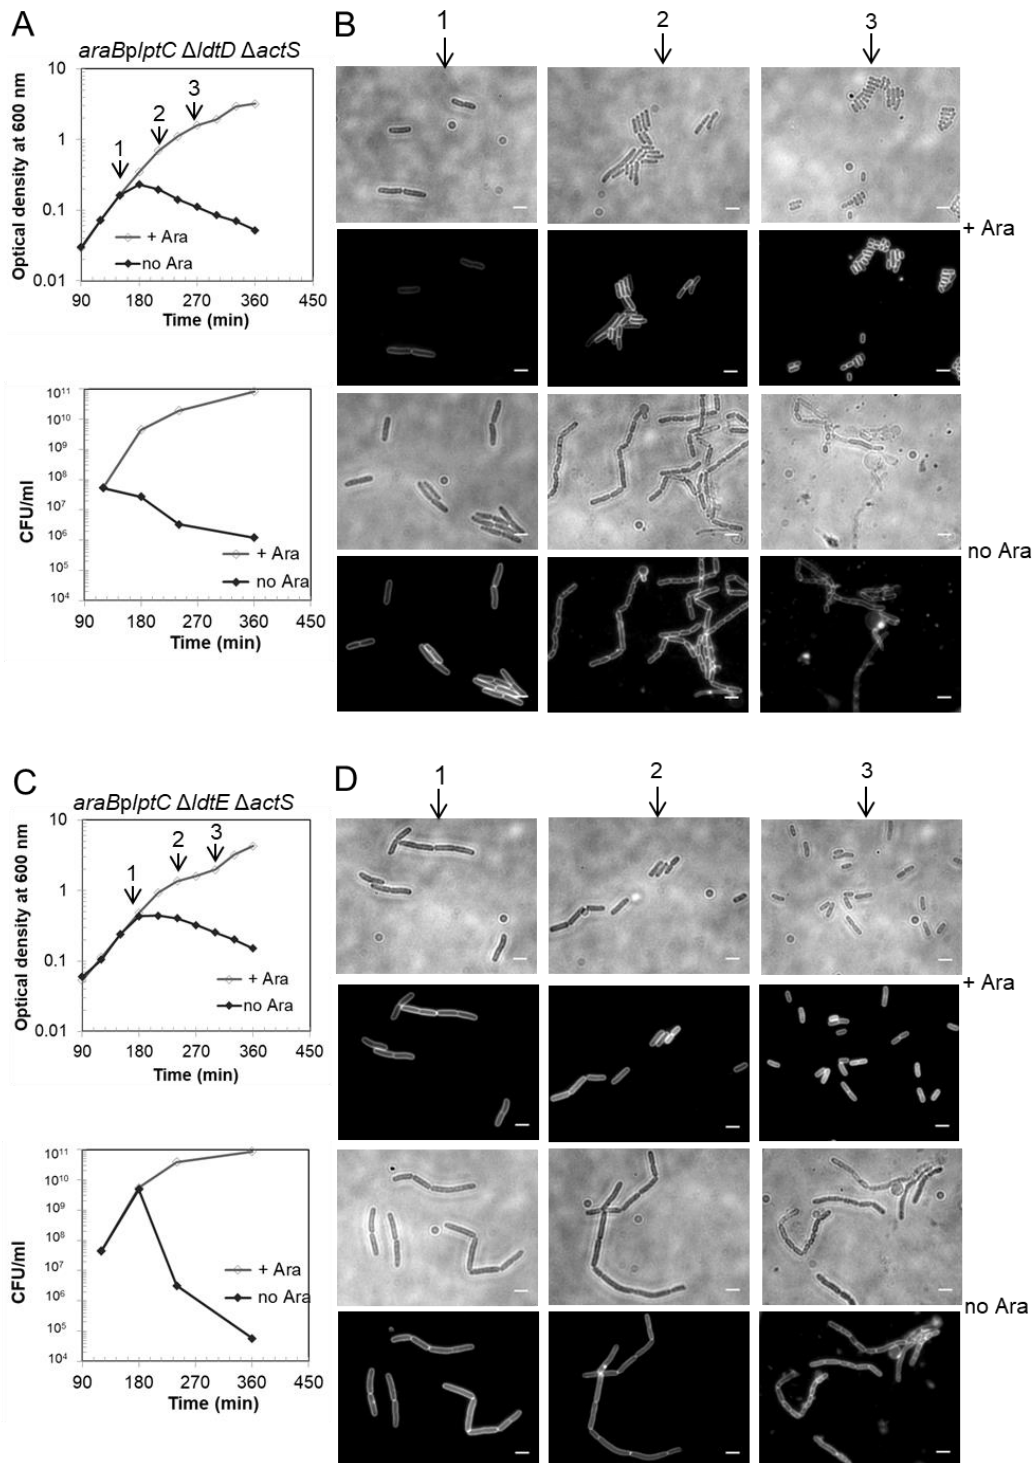 A
araBplptC ΔldtD ΔactS
Optical density at 600 nm
10
1
0.1
0.01
1
2
3
+ Ara
no Ara
90 180 270 360 450
Time (min)
CFU/ml
10¹¹
10¹⁰
10⁹
10⁸
10⁷
10⁶
10⁵
10⁴
+ Ara
no Ara
90 180 270 360 450
Time (min)
B
1
2
3
+ Ara
no Ara
C
araBplptC ΔldtE ΔactS
Optical density at 600 nm
10
1
0.1
0.01
1
2
3
+ Ara
no Ara
90 180 270 360 450
Time (min)
CFU/ml
10¹¹
10¹⁰
10⁹
10⁸
10⁷
10⁶
10⁵
10⁴
+ Ara
no Ara
90 180 270 360 450
Time (min)
D
1
2
3
+ Ara
no Ara